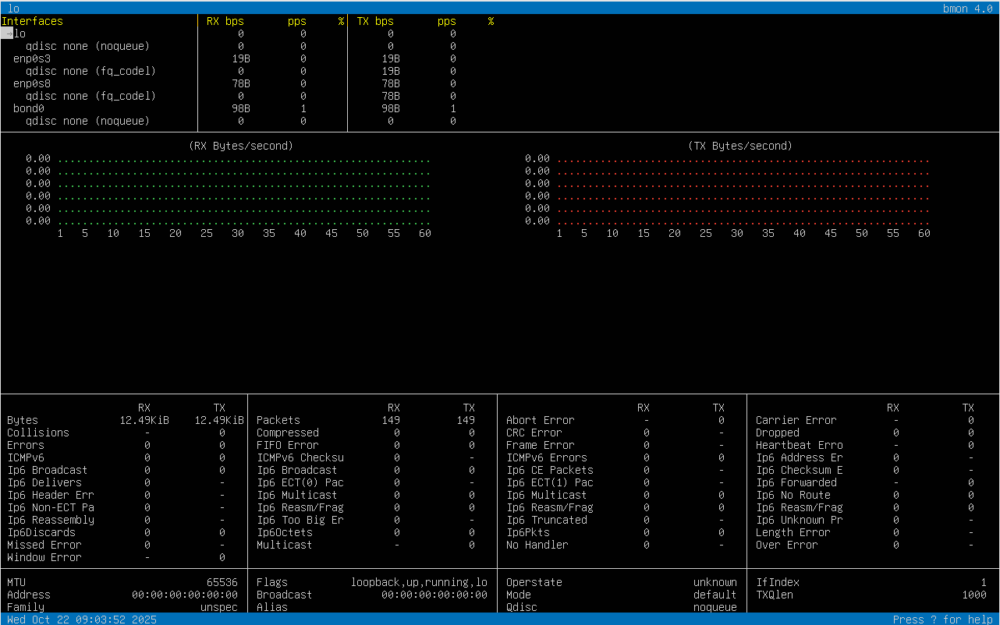 lo bmon 4.0
Interfaces RX bps pps % TX bps pps %
→lo 0 0 0 0
qdisc none (noqueue) 0 0 0 0
enp0s3 19B 0 19B 0
qdisc none (fq_codel) 0 0 19B 0
enp0s8 78B 0 78B 0
qdisc none (fq_codel) 0 0 78B 0
bond0 98B 1 98B 1
qdisc none (noqueue) 0 0 0 0
(RX Bytes/second) (TX Bytes/second)
0.00 ............................................................ 0.00 ............................................................
0.00 ............................................................ 0.00 ............................................................
0.00 ............................................................ 0.00 ............................................................
0.00 ............................................................ 0.00 ............................................................
0.00 ............................................................ 0.00 ............................................................
0.00 ............................................................ 0.00 ............................................................
1 5 10 15 20 25 30 35 40 45 50 55 60 1 5 10 15 20 25 30 35 40 45 50 55 60
RX TX RX TX RX TX RX TX
Bytes 12.49KiB 12.49KiB Packets 149 149 Abort Error - 0 Carrier Error - 0
Collisions - 0 Compressed 0 0 CRC Error 0 - Dropped 0 0
Errors 0 0 FIFO Error 0 0 Frame Error 0 - Heartbeat Erro - 0
ICMPv6 0 0 ICMPv6 Checksu 0 - ICMPv6 Errors 0 0 Ip6 Address Er 0 -
Ip6 Broadcast 0 0 Ip6 Broadcast 0 0 Ip6 CE Packets 0 - Ip6 Checksum E 0 -
Ip6 Delivers 0 - Ip6 ECT(0) Pac 0 - Ip6 ECT(1) Pac 0 - Ip6 Forwarded - 0
Ip6 Header Err 0 - Ip6 Multicast 0 0 Ip6 Multicast 0 0 Ip6 No Route 0 0
Ip6 Non-ECT Pa 0 - Ip6 Reasm/Frag 0 0 Ip6 Reasm/Frag 0 0 Ip6 Reasm/Frag 0 0
Ip6 Reassembly 0 - Ip6 Too Big Er 0 - Ip6 Truncated 0 - Ip6 Unknown Pr 0 -
Ip6Discards 0 0 Ip6Octets 0 0 Ip6Pkts 0 0 Length Error 0 -
Missed Error 0 - Multicast - 0 No Handler 0 - Over Error 0 -
Window Error - 0
MTU 65536 Flags loopback,up,running,lo Operstate unknown IfIndex 1
Address 00:00:00:00:00:00 Broadcast 00:00:00:00:00:00 Mode default TXQlen 1000
Family unspec Alias Qdisc noqueue
Wed Oct 22 09:03:52 2025 Press ? for help